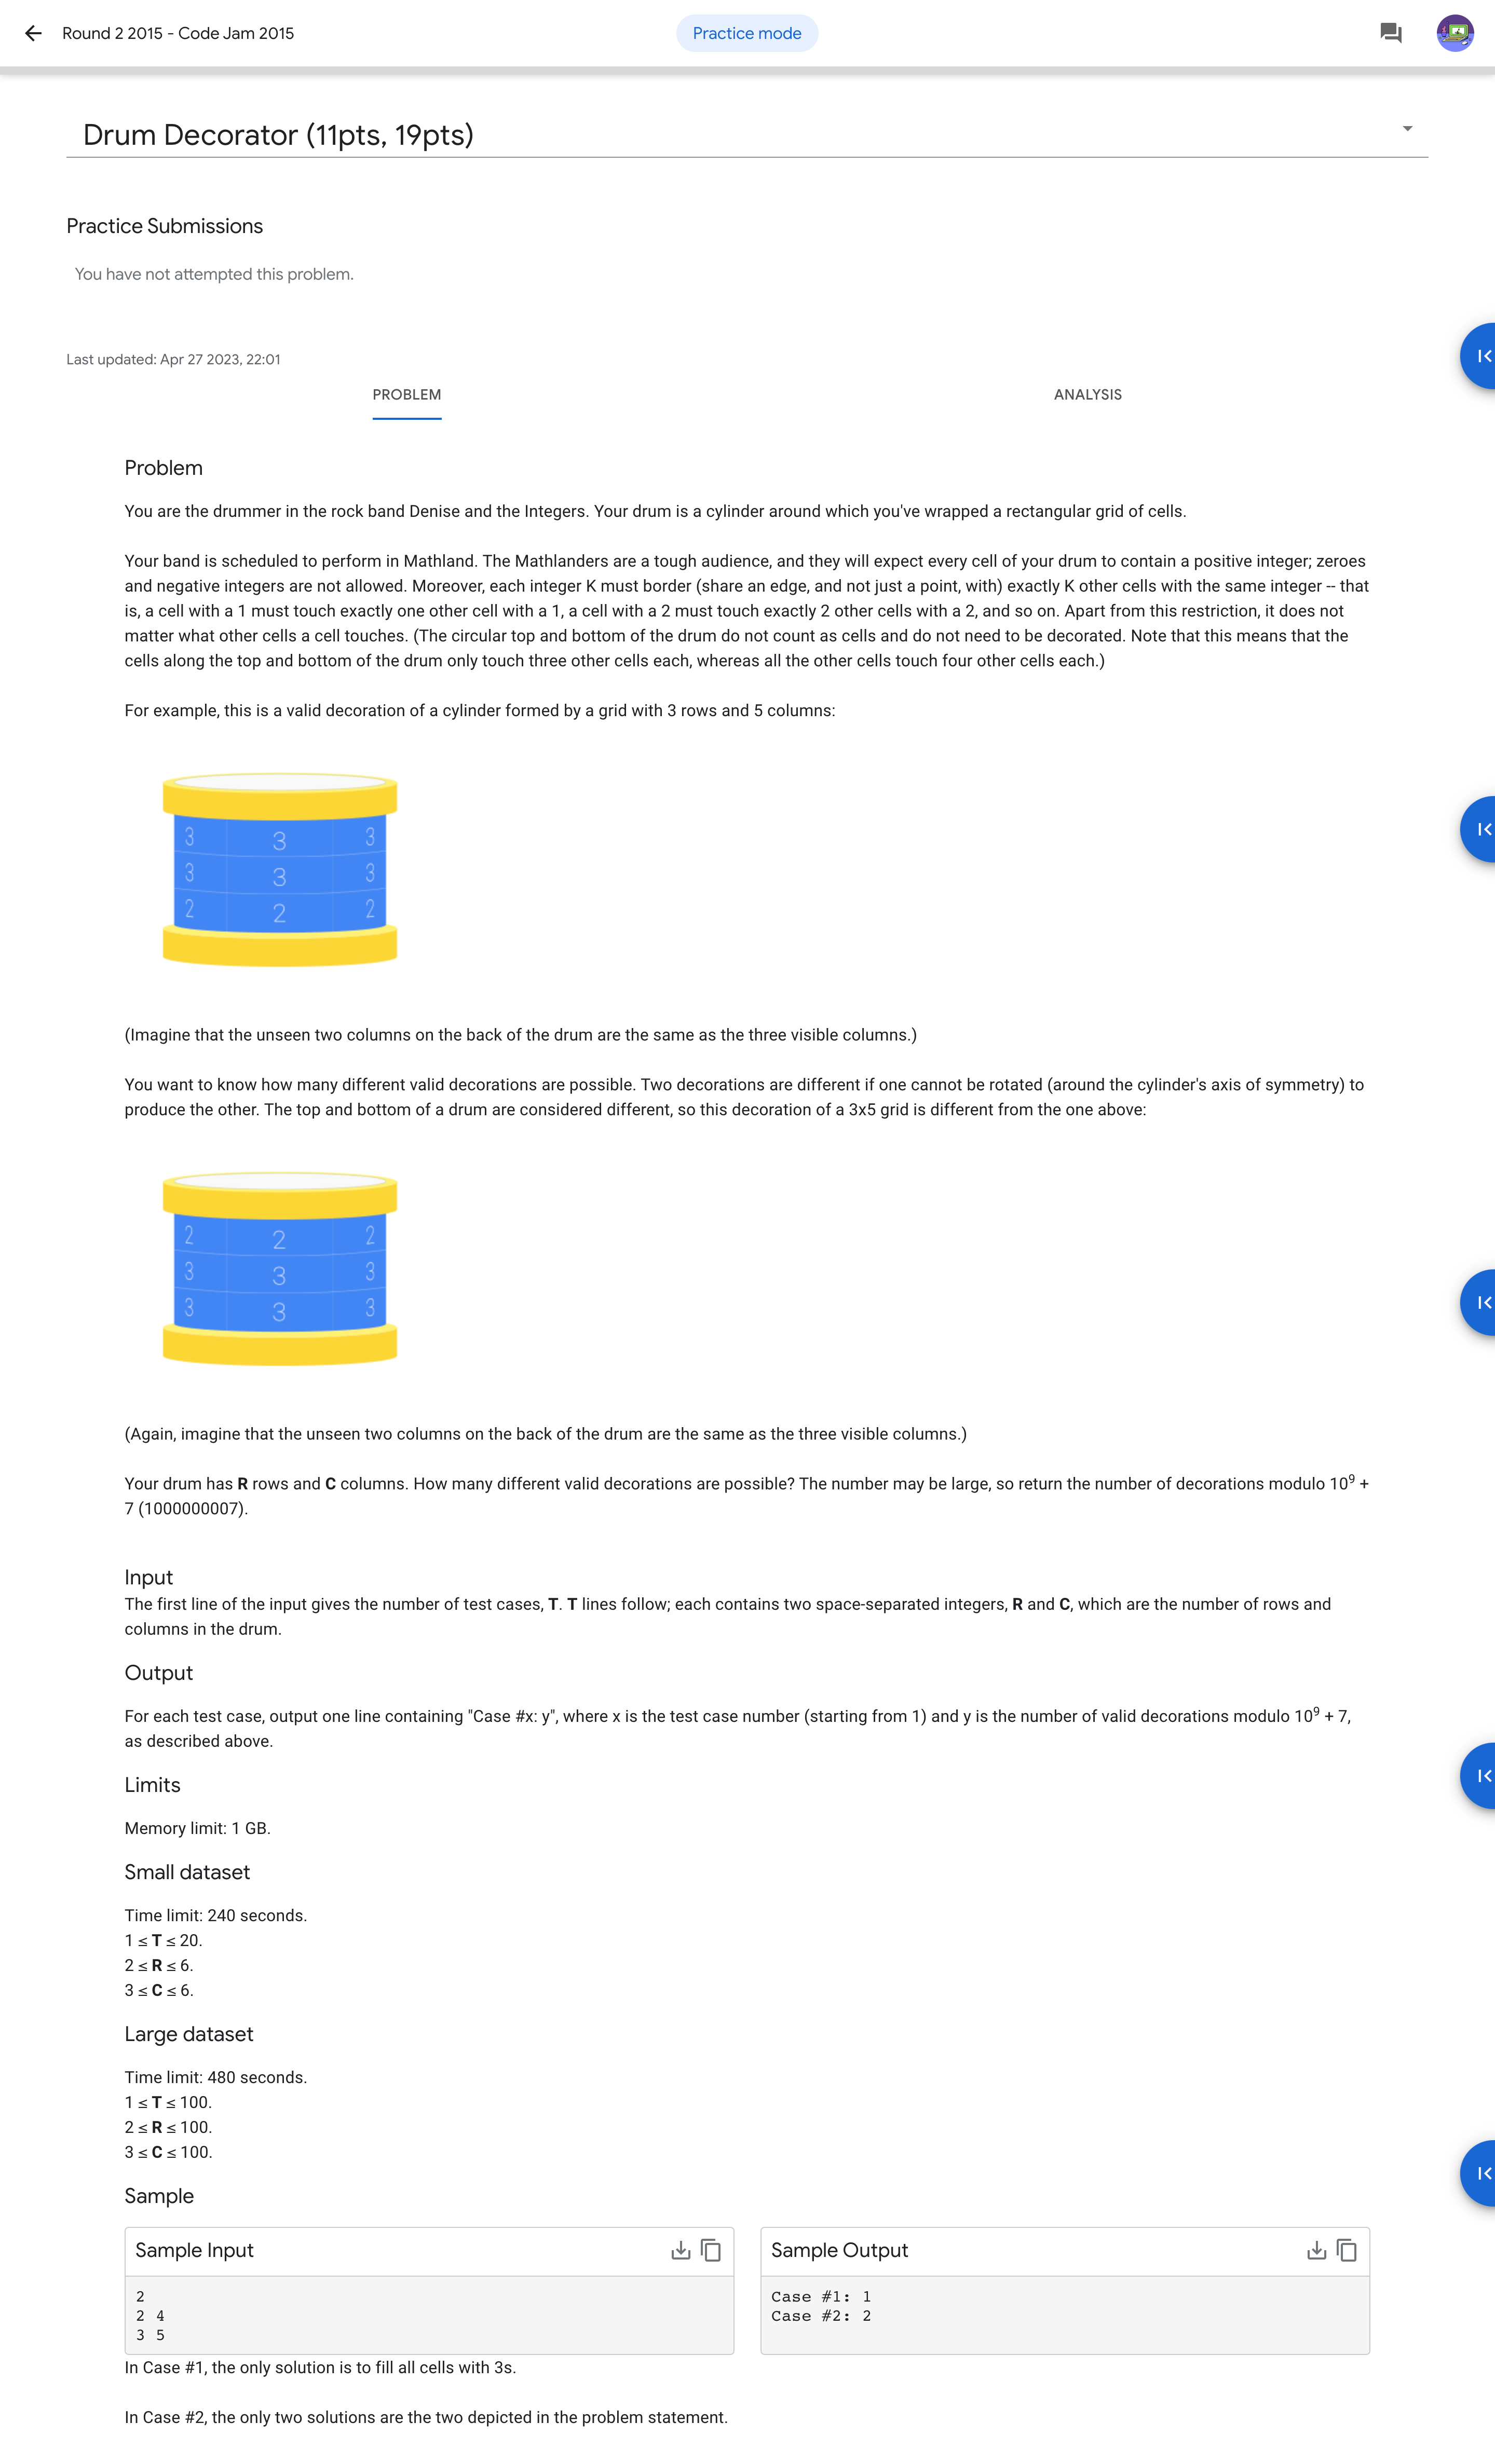 Round 2 2015 - Code Jam 2015
Practice mode
Drum Decorator (11pts, 19pts)
Practice Submissions
You have not attempted this problem.
Last updated: Apr 27 2023, 22:01
PROBLEM
ANALYSIS
Problem
You are the drummer in the rock band Denise and the Integers. Your drum is a cylinder around which you've wrapped a rectangular grid of cells.
Your band is scheduled to perform in Mathland. The Mathlanders are a tough audience, and they will expect every cell of your drum to contain a positive integer; zeroes
and negative integers are not allowed. Moreover, each integer K must border (share an edge, and not just a point, with) exactly K other cells with the same integer -- that
is, a cell with a 1 must touch exactly one other cell with a 1, a cell with a 2 must touch exactly 2 other cells with a 2, and so on. Apart from this restriction, it does not
matter what other cells a cell touches. (The circular top and bottom of the drum do not count as cells and do not need to be decorated. Note that this means that the
cells along the top and bottom of the drum only touch three other cells each, whereas all the other cells touch four other cells each.)
For example, this is a valid decoration of a cylinder formed by a grid with 3 rows and 5 columns:
3 3 3
3 3 3
2 2 2
(Imagine that the unseen two columns on the back of the drum are the same as the three visible columns.)
You want to know how many different valid decorations are possible. Two decorations are different if one cannot be rotated (around the cylinder's axis of symmetry) to
produce the other. The top and bottom of a drum are considered different, so this decoration of a 3x5 grid is different from the one above:
2 2 2
3 3 3
3 3 3
(Again, imagine that the unseen two columns on the back of the drum are the same as the three visible columns.)
Your drum has R rows and C columns. How many different valid decorations are possible? The number may be large, so return the number of decorations modulo 10⁹ +
7 (1000000007).
Input
The first line of the input gives the number of test cases, T. T lines follow; each contains two space-separated integers, R and C, which are the number of rows and
columns in the drum.
Output
For each test case, output one line containing "Case #x: y", where x is the test case number (starting from 1) and y is the number of valid decorations modulo 10⁹ + 7,
as described above.
Limits
Memory limit: 1 GB.
Small dataset
Time limit: 240 seconds.
1 ≤ T ≤ 20.
2 ≤ R ≤ 6.
3 ≤ C ≤ 6.
Large dataset
Time limit: 480 seconds.
1 ≤ T ≤ 100.
2 ≤ R ≤ 100.
3 ≤ C ≤ 100.
Sample
Sample Input
2
2 4
3 5
Sample Output
Case #1: 1
Case #2: 2
In Case #1, the only solution is to fill all cells with 3s.
In Case #2, the only two solutions are the two depicted in the problem statement.